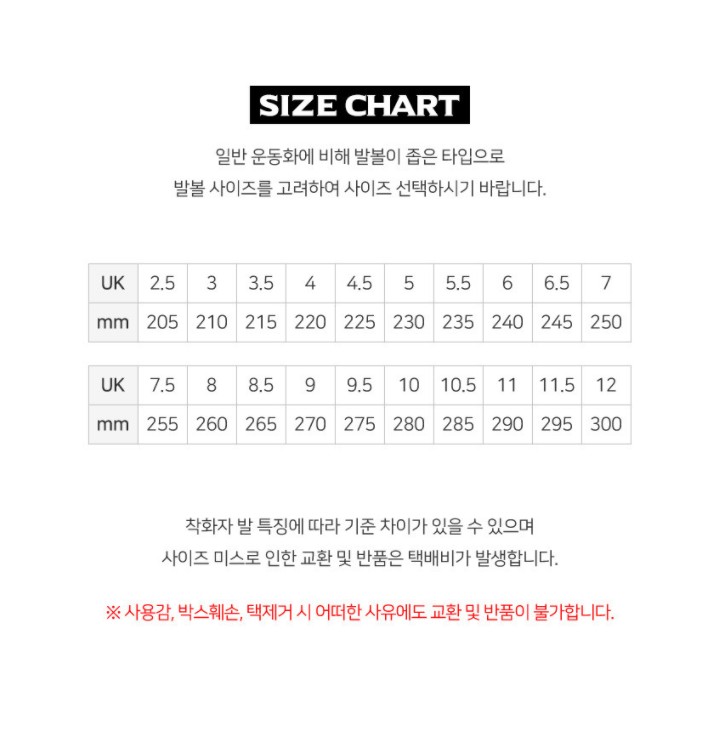 SIZE CHART
일반 운동화에 비해 발볼이 좁은 타입으로
발볼 사이즈를 고려하여 사이즈 선택하시기 바랍니다.
UK 2.5 3 3.5 4 4.5 5 5.5 6 6.5 7
mm 205 210 215 220 225 230 235 240 245 250
UK 7.5 8 8.5 9 9.5 10 10.5 11 11.5 12
mm 255 260 265 270 275 280 285 290 295 300
착화자 발 특징에 따라 기준 차이가 있을 수 있으며
사이즈 미스로 인한 교환 및 반품은 택배비가 발생합니다.
※ 사용감, 박스훼손, 택제거 시 어떠한 사유에도 교환 및 반품이 불가합니다.